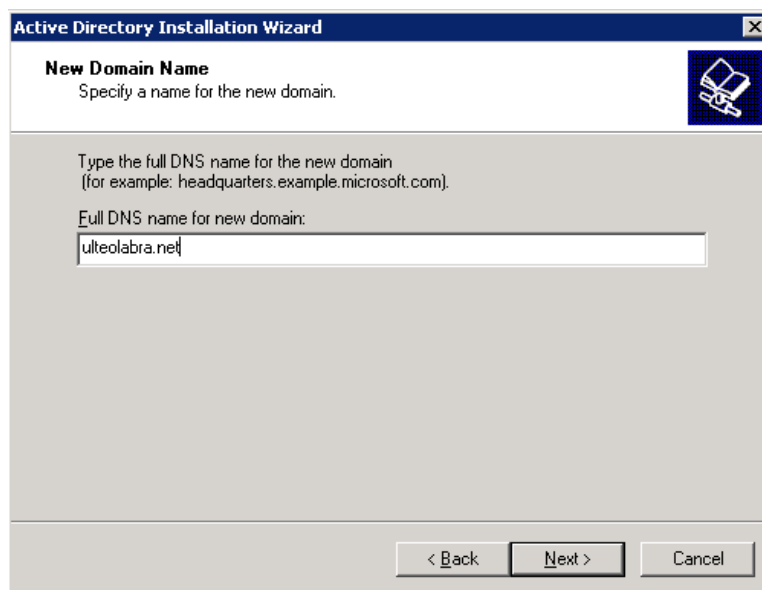 Active Directory Installation Wizard
New Domain Name
Specify a name for the new domain.
Type the full DNS name for the new domain
(for example: headquarters.example.microsoft.com).
Full DNS name for new domain:
ulteolabra.net
< Back Next > Cancel